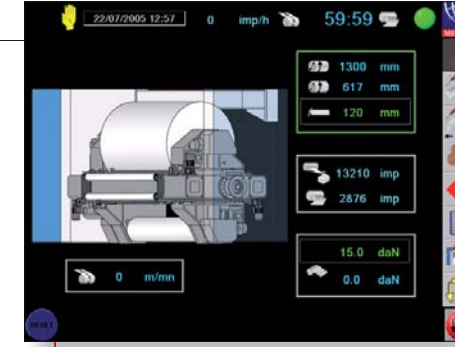 22/07/2005 12:57 0 imp/h 59:59
1300 mm
617 mm
120 mm
13210 imp
2876 imp
15.0 daN
0.0 daN
0 m/mn
RESET